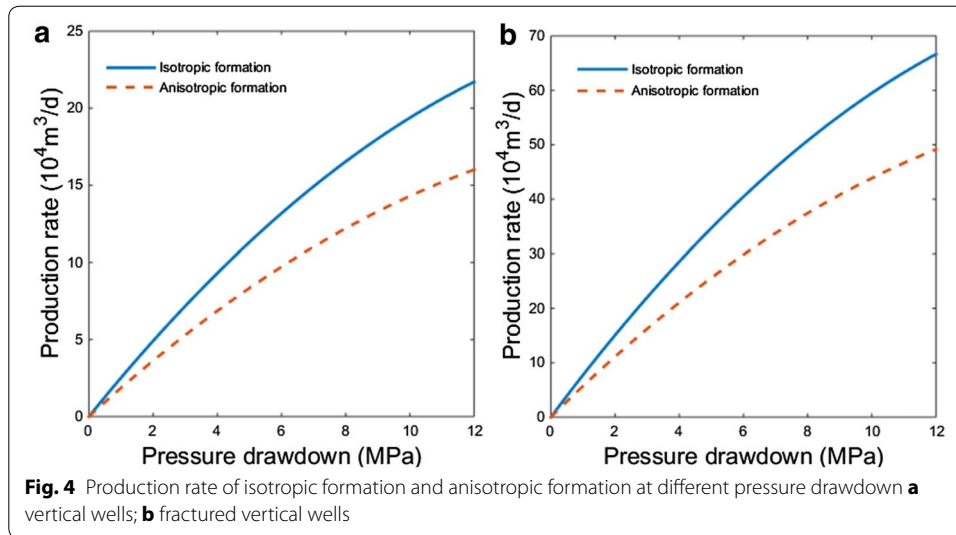 a
25
20
15
10
5
0
Production rate (10⁴m³/d)
Isotropic formation
Anisotropic formation
0 2 4 6 8 10 12
Pressure drawdown (MPa)
b
70
60
50
40
30
20
10
0
Production rate (10⁴m³/d)
Isotropic formation
Anisotropic formation
0 2 4 6 8 10 12
Pressure drawdown (MPa)
Fig. 4 Production rate of isotropic formation and anisotropic formation at different pressure drawdown a
vertical wells; b fractured vertical wells